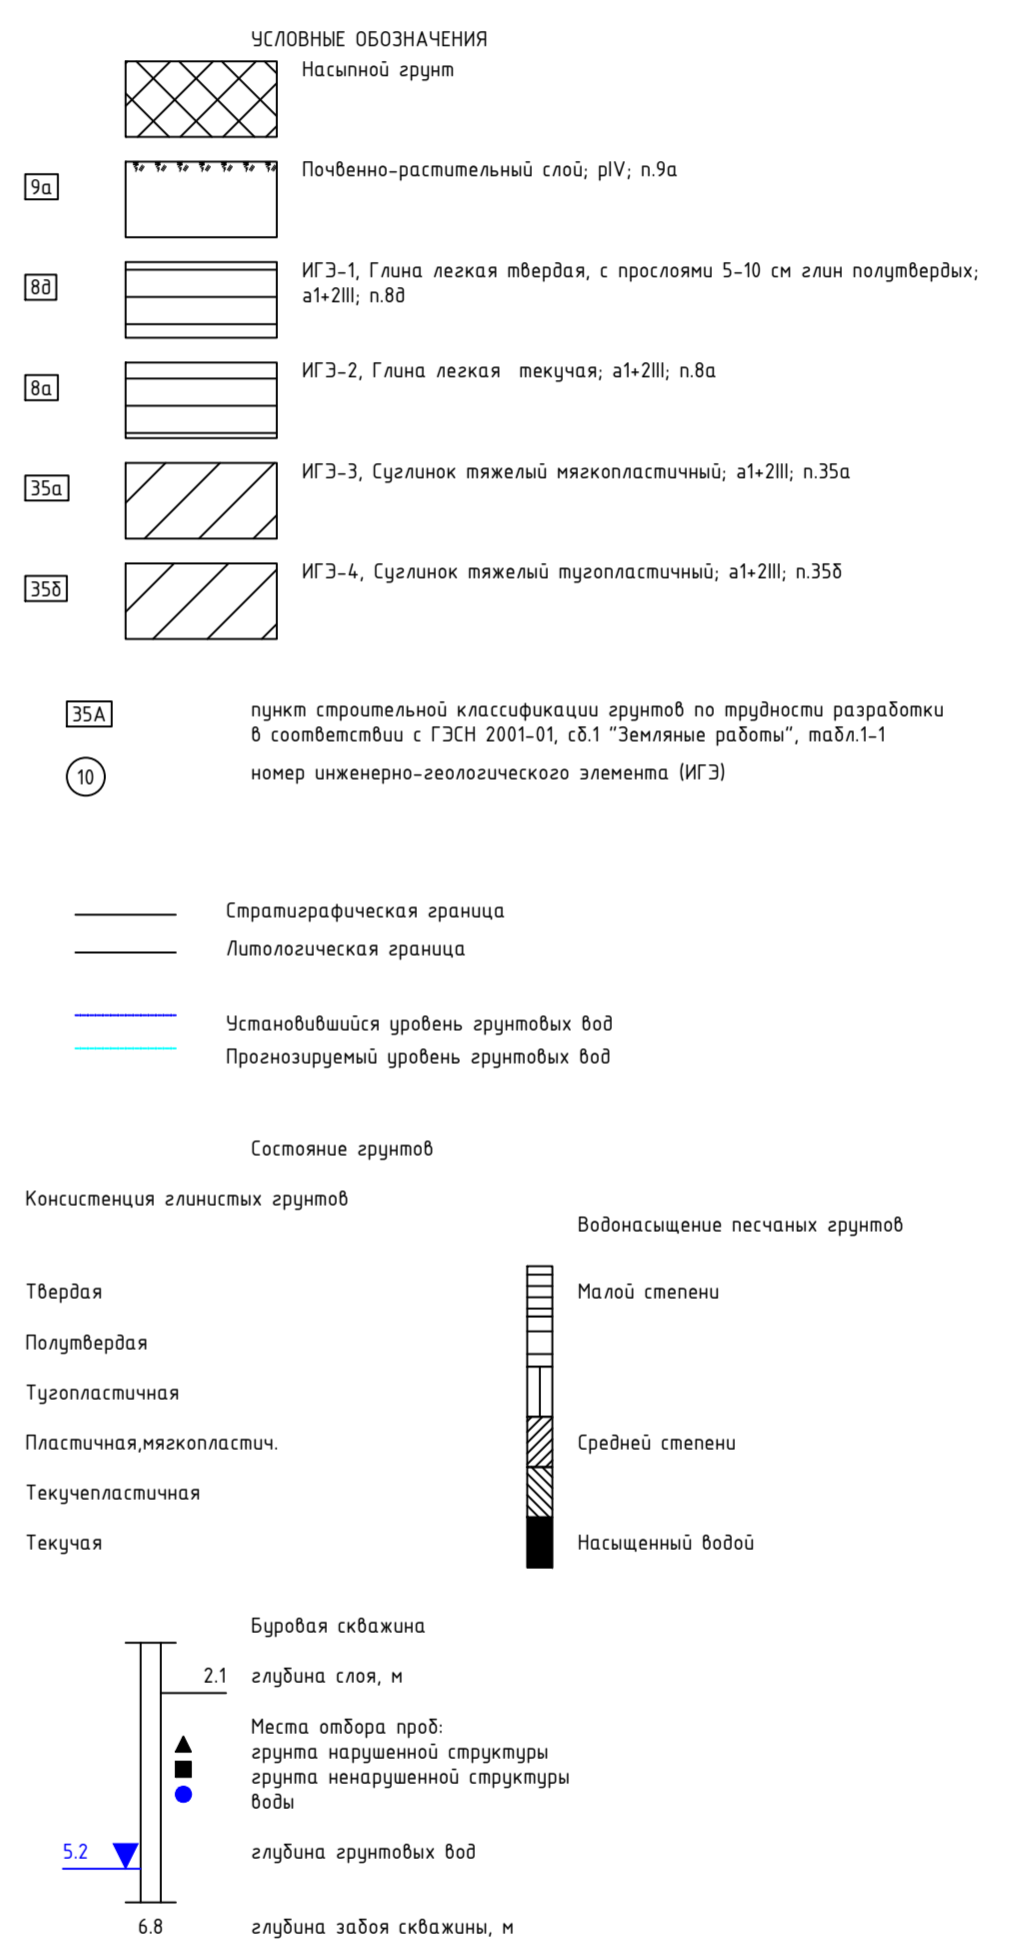 УСЛОВНЫЕ ОБОЗНАЧЕНИЯ
Насыпной грунт
9а
Почвенно-растительный слой; pIV; п.9а
8д
ИГЭ-1, Глина легкая твердая, с прослоями 5-10 см глин полутвердых;
a1+2III; п.8д
8а
ИГЭ-2, Глина легкая текучая; a1+2III; п.8а
35а
ИГЭ-3, Суглинок тяжелый мягкопластичный; a1+2III; п.35а
35б
ИГЭ-4, Суглинок тяжелый тугопластичный; a1+2III; п.35б
35А
пункт строительной классификации грунтов по трудности разработки
в соответствии с ГЭСН 2001-01, сб.1 "Земляные работы", табл.1-1
10
номер инженерно-геологического элемента (ИГЭ)
Стратиграфическая граница
Литологическая граница
Установившийся уровень грунтовых вод
Прогнозируемый уровень грунтовых вод
Состояние грунтов
Консистенция глинистых грунтов
Водонасыщение песчаных грунтов
Твердая
Малой степени
Полутвердая
Тугопластичная
Пластичная,мягкопластич.
Средней степени
Текучепластичная
Текучая
Насыщенный водой
Буровая скважина
2.1
глубина слоя, м
Места отбора проб:
грунта нарушенной структуры
грунта ненарушенной структуры
воды
5.2
глубина грунтовых вод
6.8
глубина забоя скважины, м